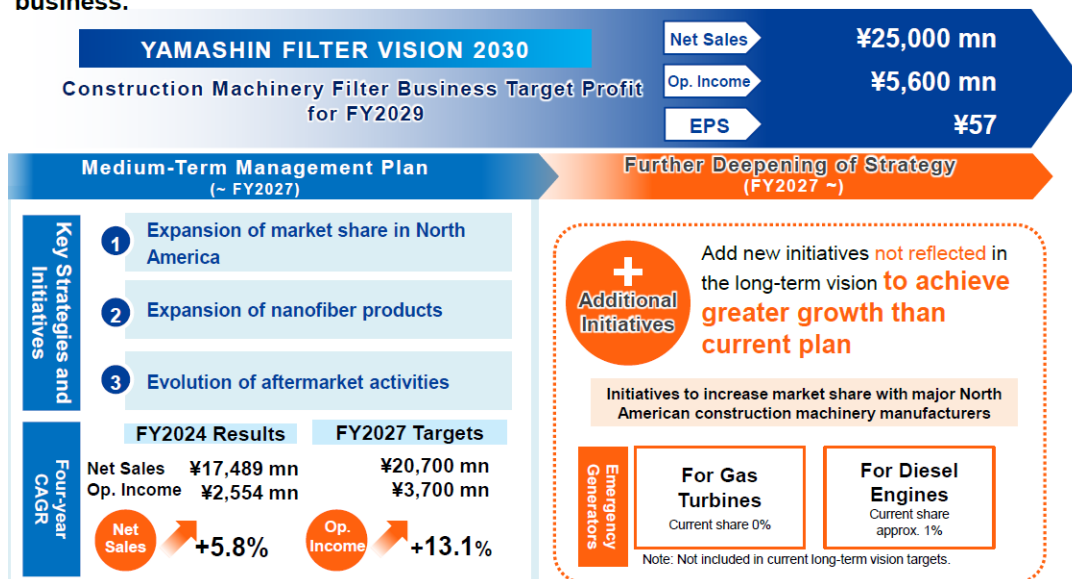 business.
YAMASHIN FILTER VISION 2030
Construction Machinery Filter Business Target Profit
for FY2029
Net Sales ¥25,000 mn
Op. Income ¥5,600 mn
EPS ¥57
Medium-Term Management Plan
(~ FY2027)
Key Strategies and
Initiatives
1 Expansion of market share in North
America
2 Expansion of nanofiber products
3 Evolution of aftermarket activities
Four-year
CAGR
FY2024 Results FY2027 Targets
Net Sales ¥17,489 mn ¥20,700 mn
Op. Income ¥2,554 mn ¥3,700 mn
Net
Sales
+5.8%
Op.
Income
+13.1%
Further Deepening of Strategy
(FY2027 ~)
+
Additional
Initiatives
Add new initiatives not reflected in
the long-term vision to achieve
greater growth than
current plan
Initiatives to increase market share with major North
American construction machinery manufacturers
Emergency
Generators
For Gas
Turbines
Current share 0%
For Diesel
Engines
Current share
approx. 1%
Note: Not included in current long-term vision targets.